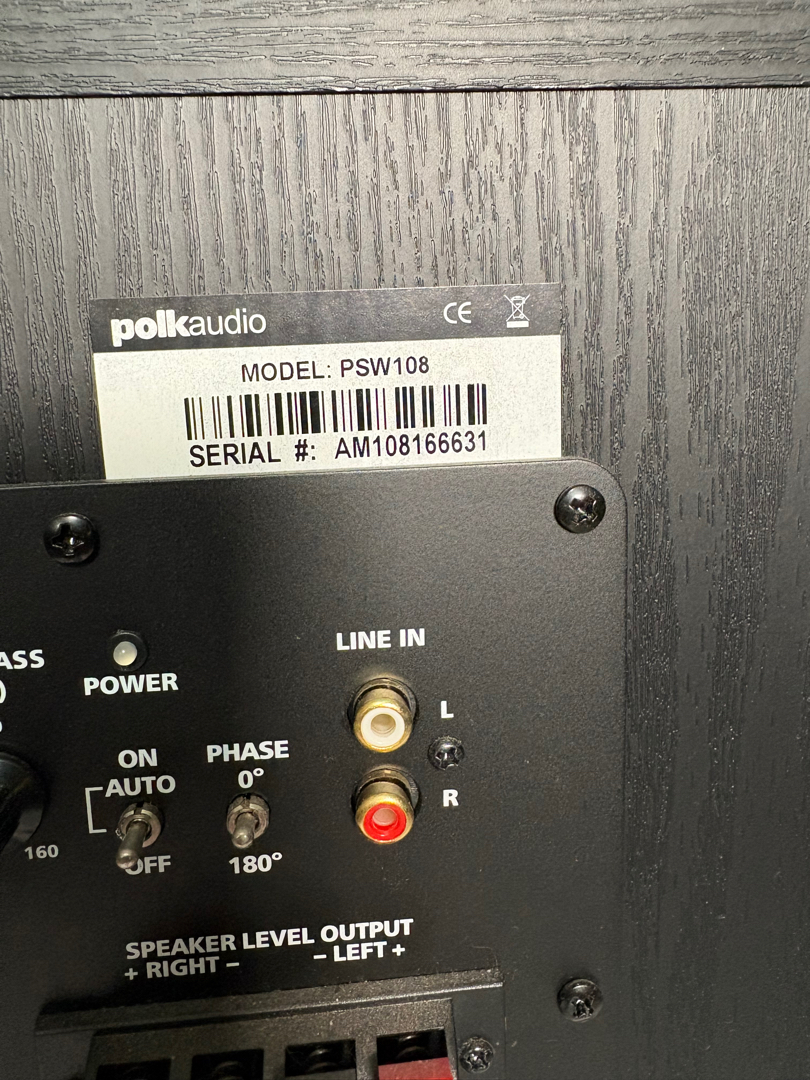 polkaudio CE
MODEL: PSW108
SERIAL #: AM108166631
LINE IN
POWER
L
ON
AUTO
OFF
PHASE
0°
180°
R
160
SPEAKER LEVEL OUTPUT
+ RIGHT − − LEFT +